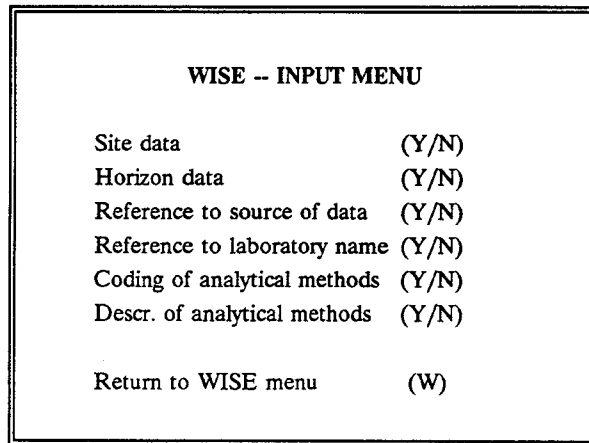 WISE -- INPUT MENU
Site data (Y/N)
Horizon data (Y/N)
Reference to source of data (Y/N)
Reference to laboratory name (Y/N)
Coding of analytical methods (Y/N)
Descr. of analytical methods (Y/N)
Return to WISE menu (W)